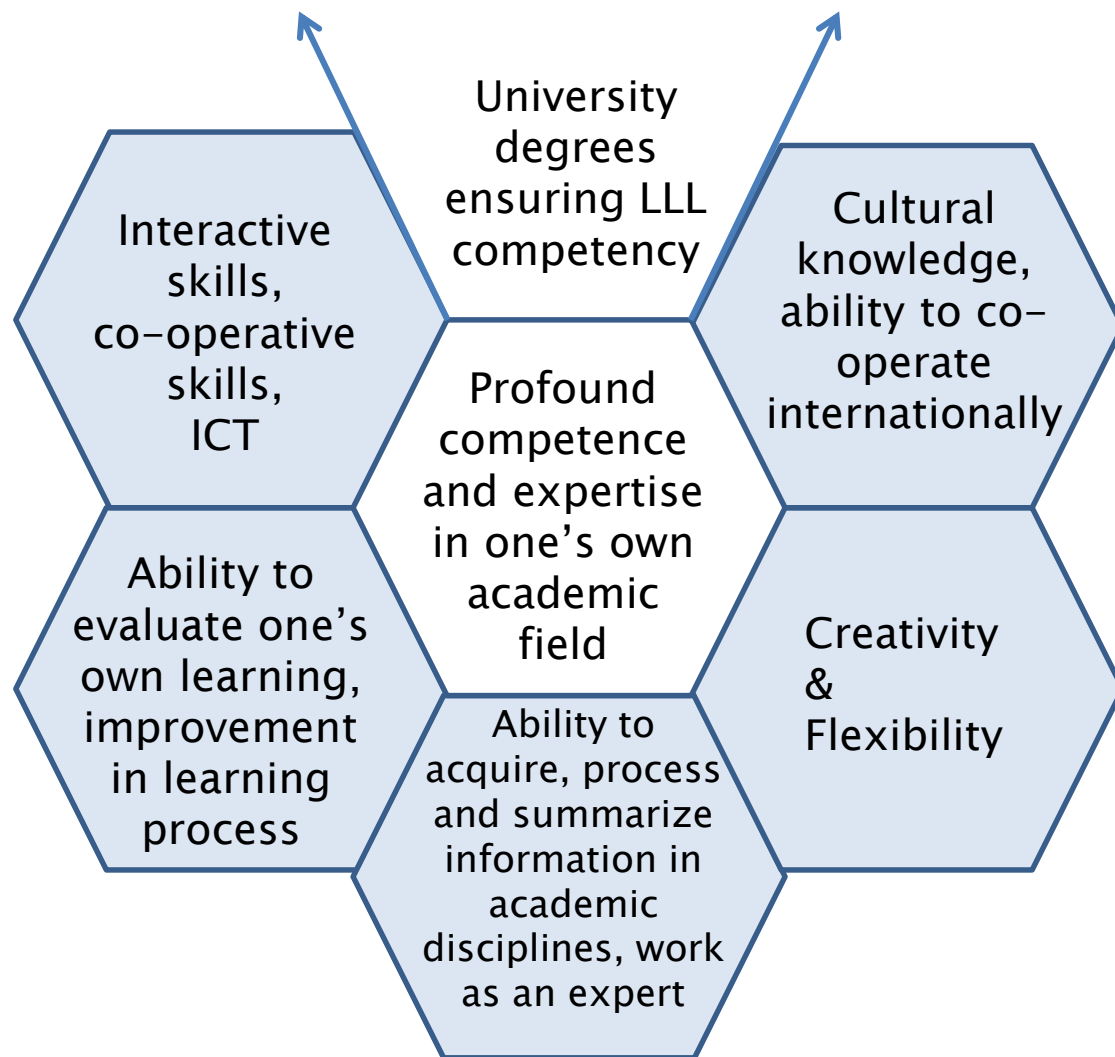 University
degrees
ensuring LLL
competency
Interactive
skills,
co-operative
skills,
ICT
Cultural
knowledge,
ability to co-
operate
internationally
Profound
competence
and expertise
in one’s own
academic
field
Ability to
evaluate one’s
own learning,
improvement
in learning
process
Creativity
&
Flexibility
Ability to
acquire, process
and summarize
information in
academic
disciplines, work
as an expert